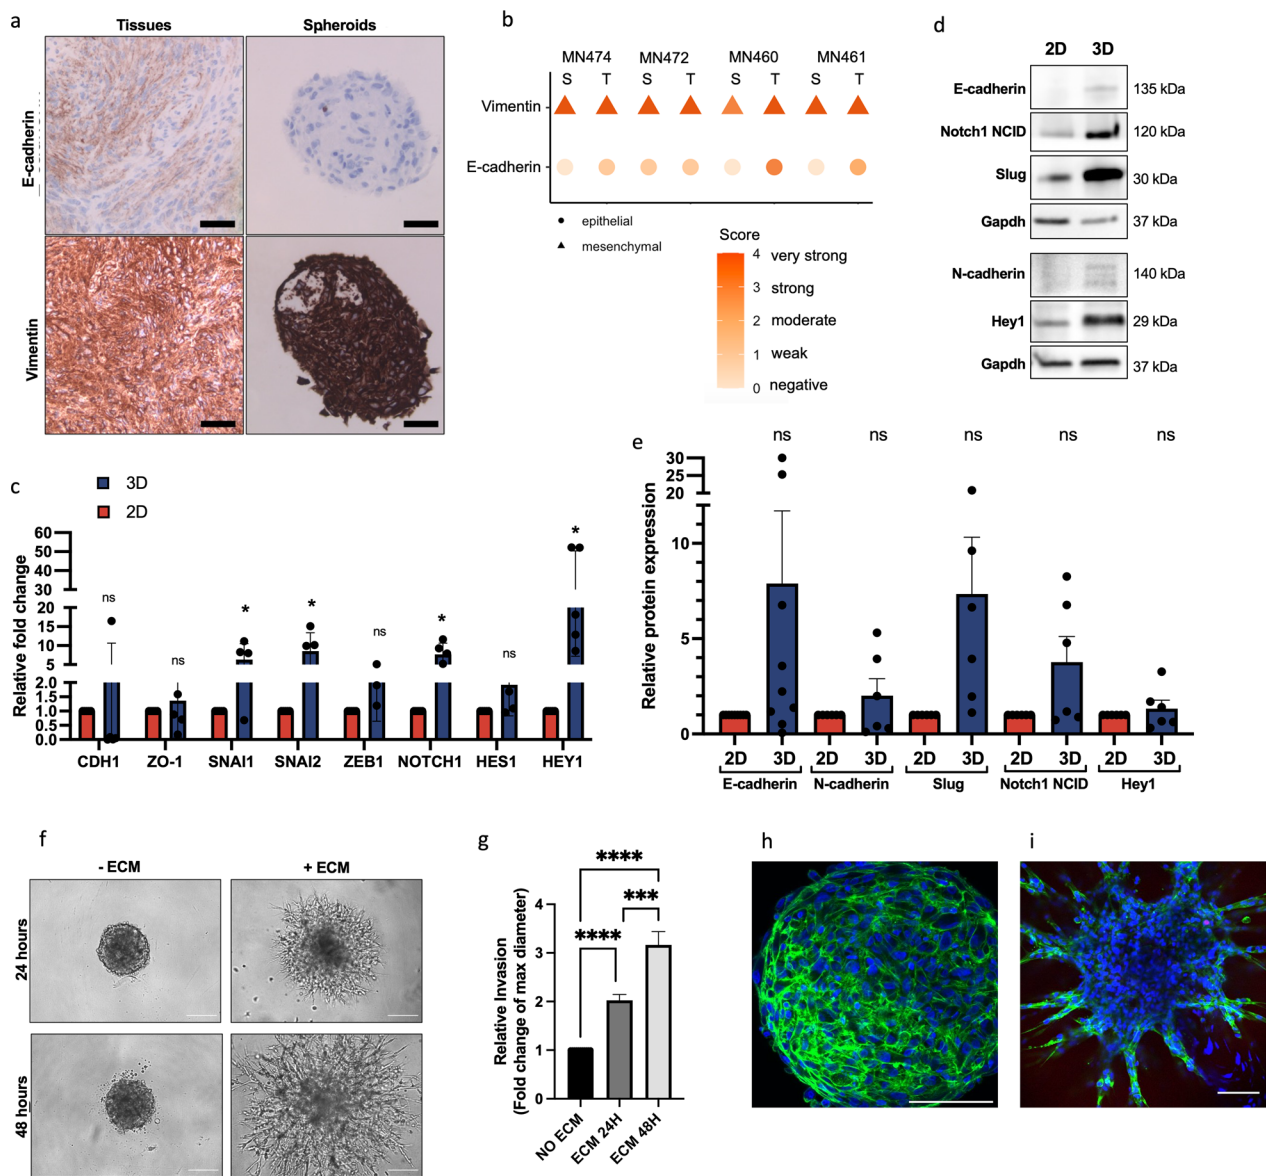 a
Tissues
Spheroids
E-cadherin
Vimentin
b
MN474 MN472 MN460 MN461
S T S T S T S T
Vimentin
E-cadherin
epithelial
mesenchymal
Score
4 very strong
3 strong
2 moderate
1 weak
0 negative
d
2D 3D
E-cadherin 135 kDa
Notch1 NCID 120 kDa
Slug 30 kDa
Gapdh 37 kDa
N-cadherin 140 kDa
Hey1 29 kDa
Gapdh 37 kDa
c
3D
2D
Relative fold change
60
50
40
30
20
10
5
2.0
1.5
1.0
0.5
0.0
ns ns * * ns * ns *
CDH1 ZO-1 SNAI1 SNAI2 ZEB1 NOTCH1 HES1 HEY1
e
Relative protein expression
30
25
20
10
5
0
ns ns ns ns ns
2D 3D 2D 3D 2D 3D 2D 3D 2D 3D
E-cadherin N-cadherin Slug Notch1 NCID Hey1
f
- ECM + ECM
24 hours
48 hours
g
Relative Invasion
(Fold change of max diameter)
4
3
2
1
0
****
***
****
NO ECM
ECM 24H
ECM 48H
h
i